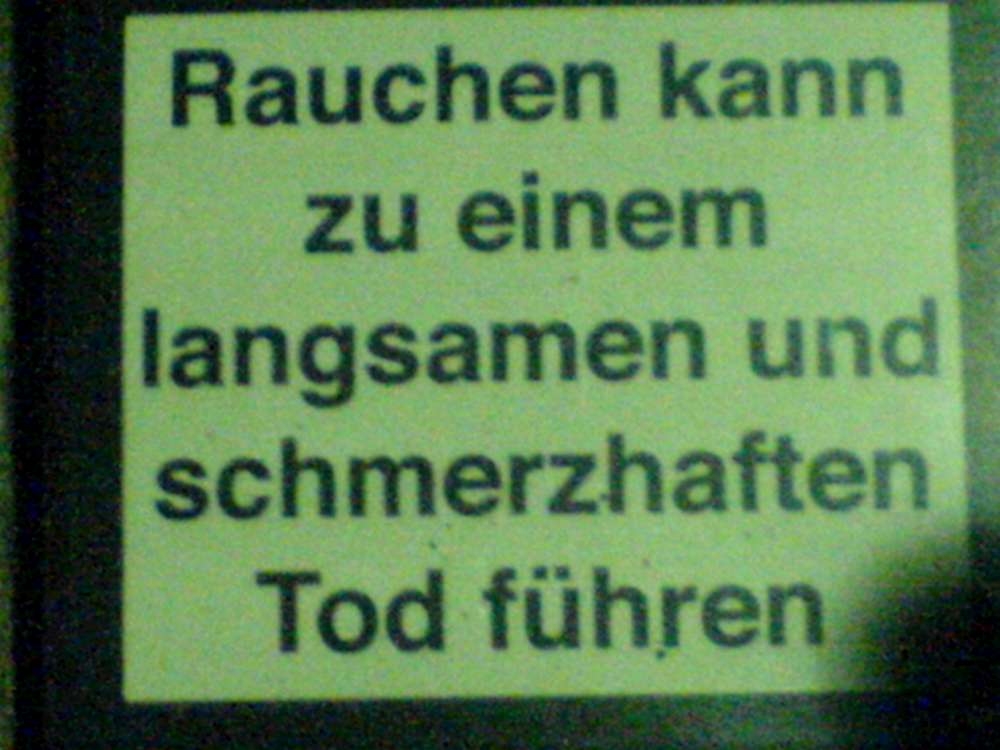 Rauchen kann
zu einem
langsamen und
schmerzhaften
Tod führen